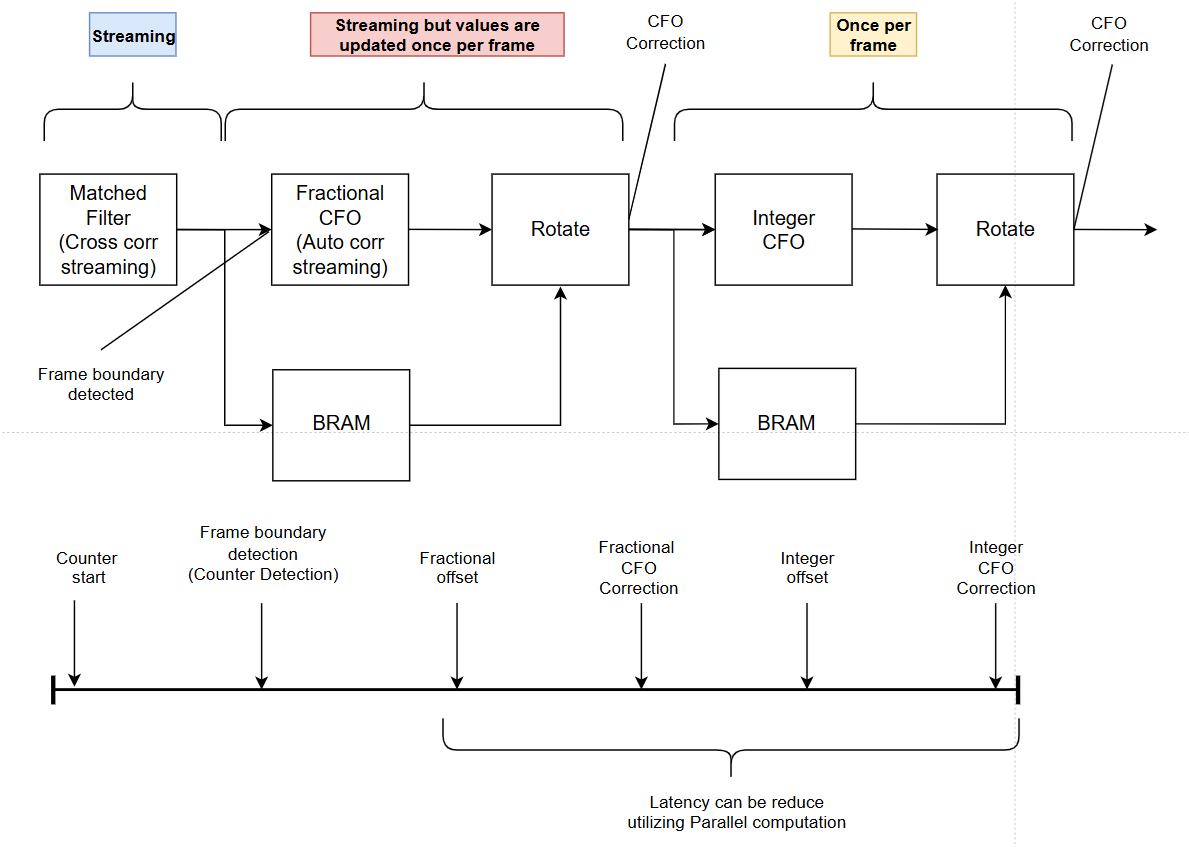 Streaming
Streaming but values are
updated once per frame
CFO
Correction
Once per
frame
CFO
Correction
Matched
Filter
(Cross corr
streaming)
Fractional
CFO
(Auto corr
streaming)
Rotate
Integer
CFO
Rotate
Frame boundary
detected
BRAM
BRAM
Counter
start
Frame boundary
detection
(Counter Detection)
Fractional
offset
Fractional
CFO
Correction
Integer
offset
Integer
CFO
Correction
Latency can be reduce
utilizing Parallel computation